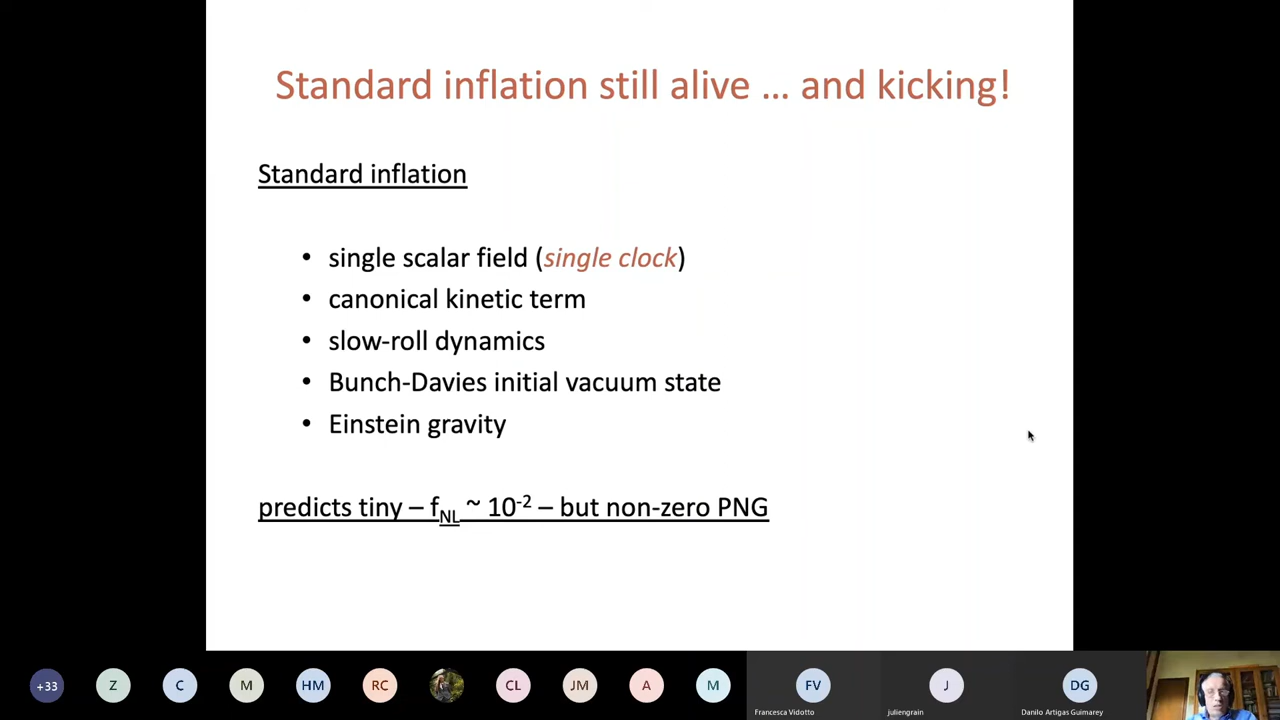 Standard inflation still alive … and kicking!
Standard inflation
• single scalar field (single clock)
• canonical kinetic term
• slow-roll dynamics
• Bunch-Davies initial vacuum state
• Einstein gravity
predicts tiny – fNL ~ 10-2 – but non-zero PNG
+33 Z C M HM RC CL JM A M FV J DG
Francesca Vidotto juliengrain Danilo Artigas Guimarey